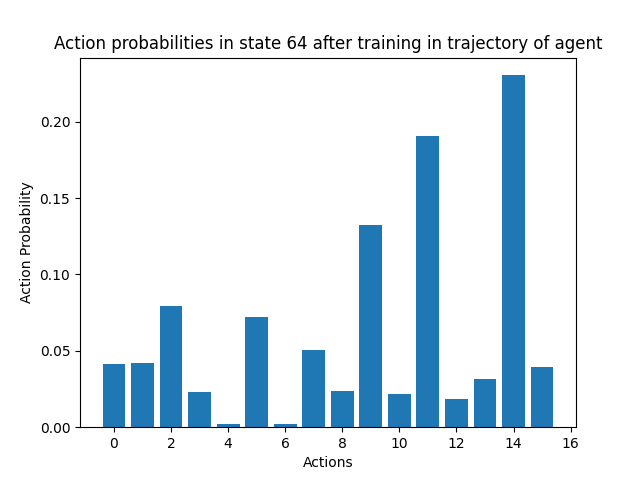 Action probabilities in state 64 after training in trajectory of agent
Action Probability
0.20
0.15
0.10
0.05
0.00
0 2 4 6 8 10 12 14 16
Actions